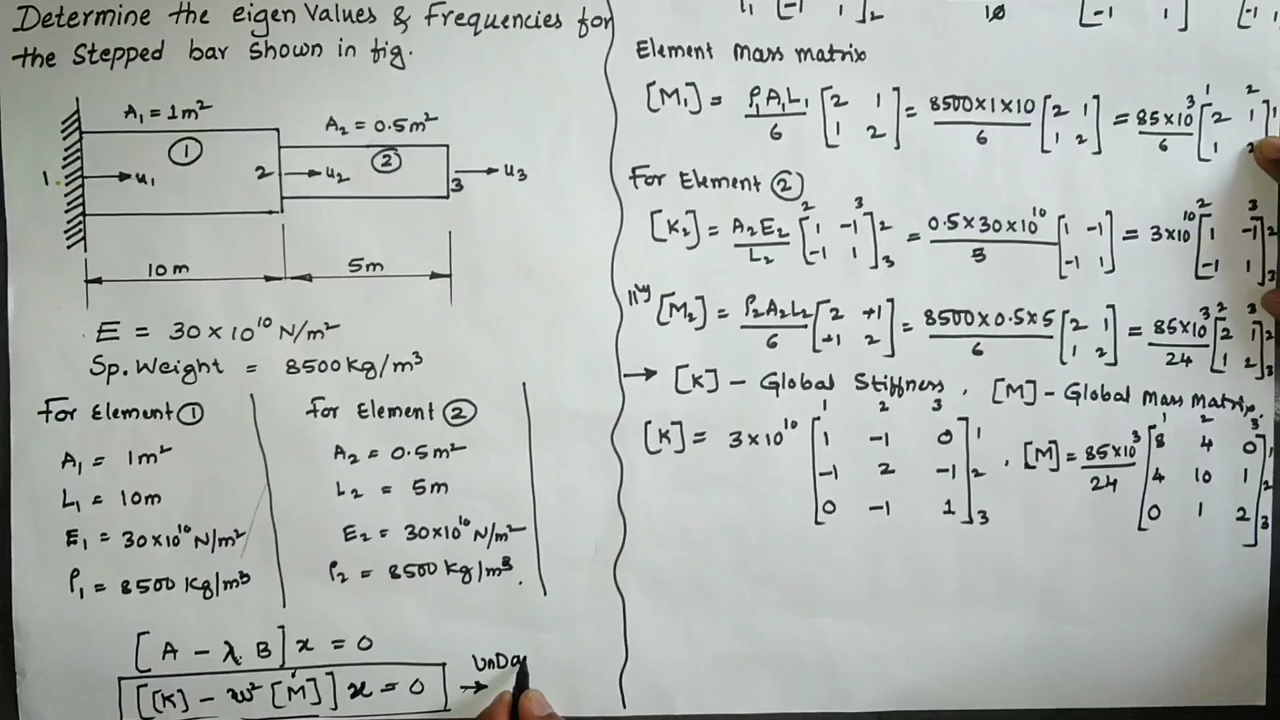 Determine the eigen Values & Frequencies for
the Stepped bar shown in fig.
A₁ = 1m²
A₂ = 0.5m²
① ②
1. → u₁ 2 → u₂ 3 → u₃
10m 5m
E = 30×10¹⁰ N/m²
Sp. Weight = 8500 kg/m³
For Element ①
A₁ = 1m²
L₁ = 10m
E₁ = 30×10¹⁰ N/m²
ρ₁ = 8500 Kg/m³
For Element ②
A₂ = 0.5m²
L₂ = 5m
E₂ = 30×10¹⁰ N/m²
ρ₂ = 8500 kg/m³.
[A - λ B] x = 0
[[K] - ω² [M]] x = 0 → UnDa
Element mass matrix
[M₁] = ρ₁A₁L₁/6 [2 1; 1 2] = 8500×1×10/6 [2 1; 1 2] = 85×10³/6 [2 1; 1
For Element ②
[K₂] = A₂E₂/L₂ [1 -1; -1 1] = 0.5×30×10¹⁰/5 [1 -1; -1 1] = 3×10¹⁰ [1 -1; -1 1]
|||ly [M₂] = ρ₂A₂L₂/6 [2 +1; +1 2] = 8500×0.5×5/6 [2 1; 1 2] = 85×10³/24 [2 1; 1 2]
→ [K] - Global Stiffness, [M] - Global Mass Matrix.
[K] = 3×10¹⁰ [1 -1 0; -1 2 -1; 0 -1 1], [M] = 85×10³/24 [8 4 0; 4 10 1; 0 1 2]